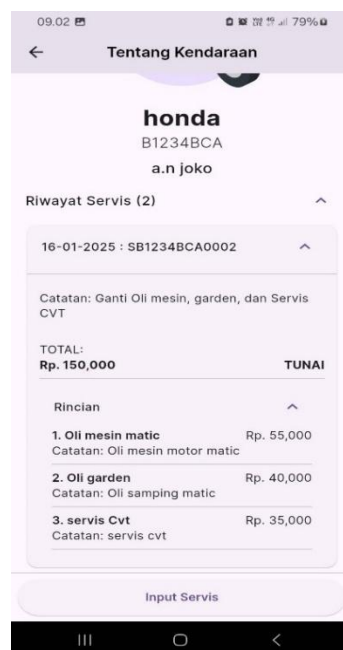 09.02 79%
Tentang Kendaraan
honda
B1234BCA
a.n joko
Riwayat Servis (2)
16-01-2025 : SB1234BCA0002
Catatan: Ganti Oli mesin, garden, dan Servis
CVT
TOTAL:
Rp. 150,000 TUNAI
Rincian
1. Oli mesin matic Rp. 55,000
Catatan: Oli mesin motor matic
2. Oli garden Rp. 40,000
Catatan: Oli samping matic
3. servis Cvt Rp. 35,000
Catatan: servis cvt
Input Servis